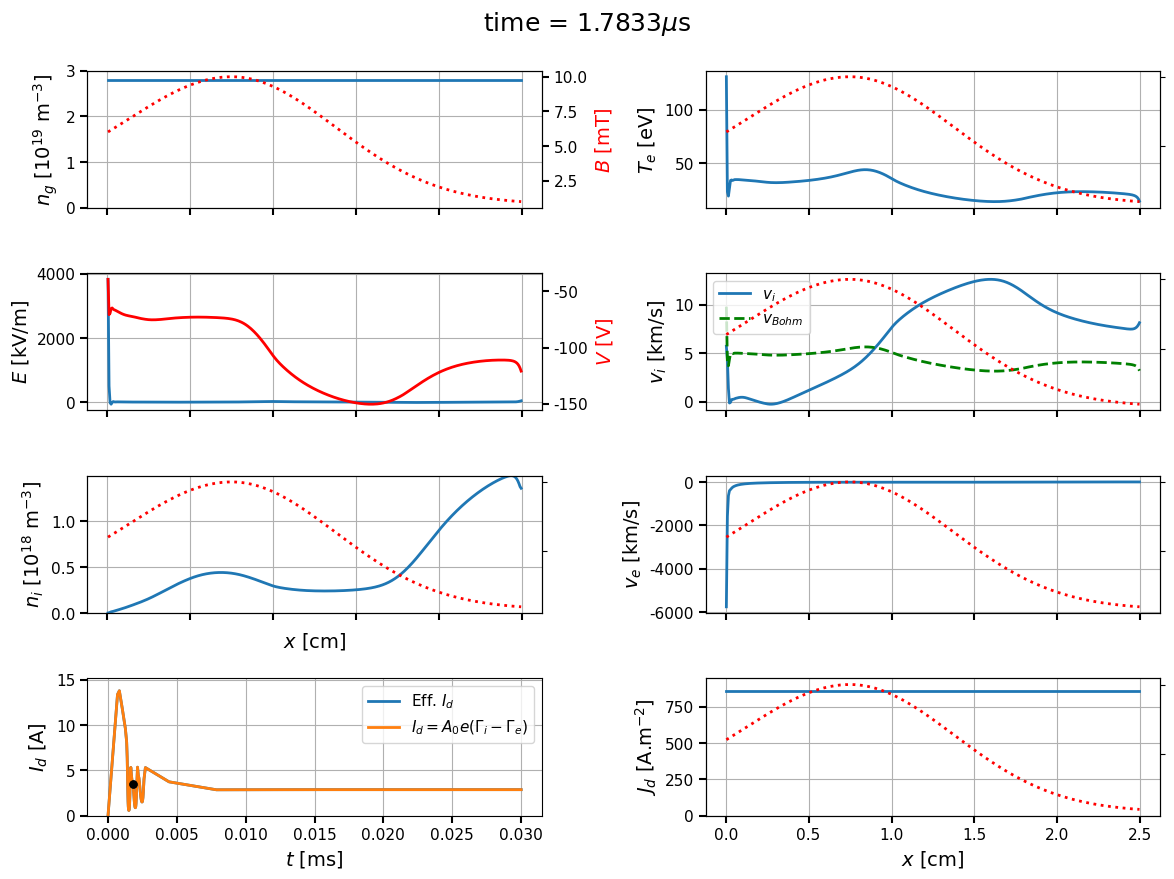 time = 1.7833μs
n_g [10^19 m^−3]
3
2
1
0
10.0
7.5
5.0
2.5
B [mT]
T_e [eV]
100
50
E [kV/m]
4000
2000
0
-50
-100
-150
V [V]
v_i [km/s]
10
5
0
v_i
v_Bohm
n_i [10^18 m^−3]
1.0
0.5
0.0
x [cm]
v_e [km/s]
0
-2000
-4000
-6000
I_d [A]
15
10
5
0
Eff. I_d
I_d = A_0e(Γ_i − Γ_e)
0.000 0.005 0.010 0.015 0.020 0.025 0.030
t [ms]
J_d [A.m^−2]
750
500
250
0
0.0 0.5 1.0 1.5 2.0 2.5
x [cm]